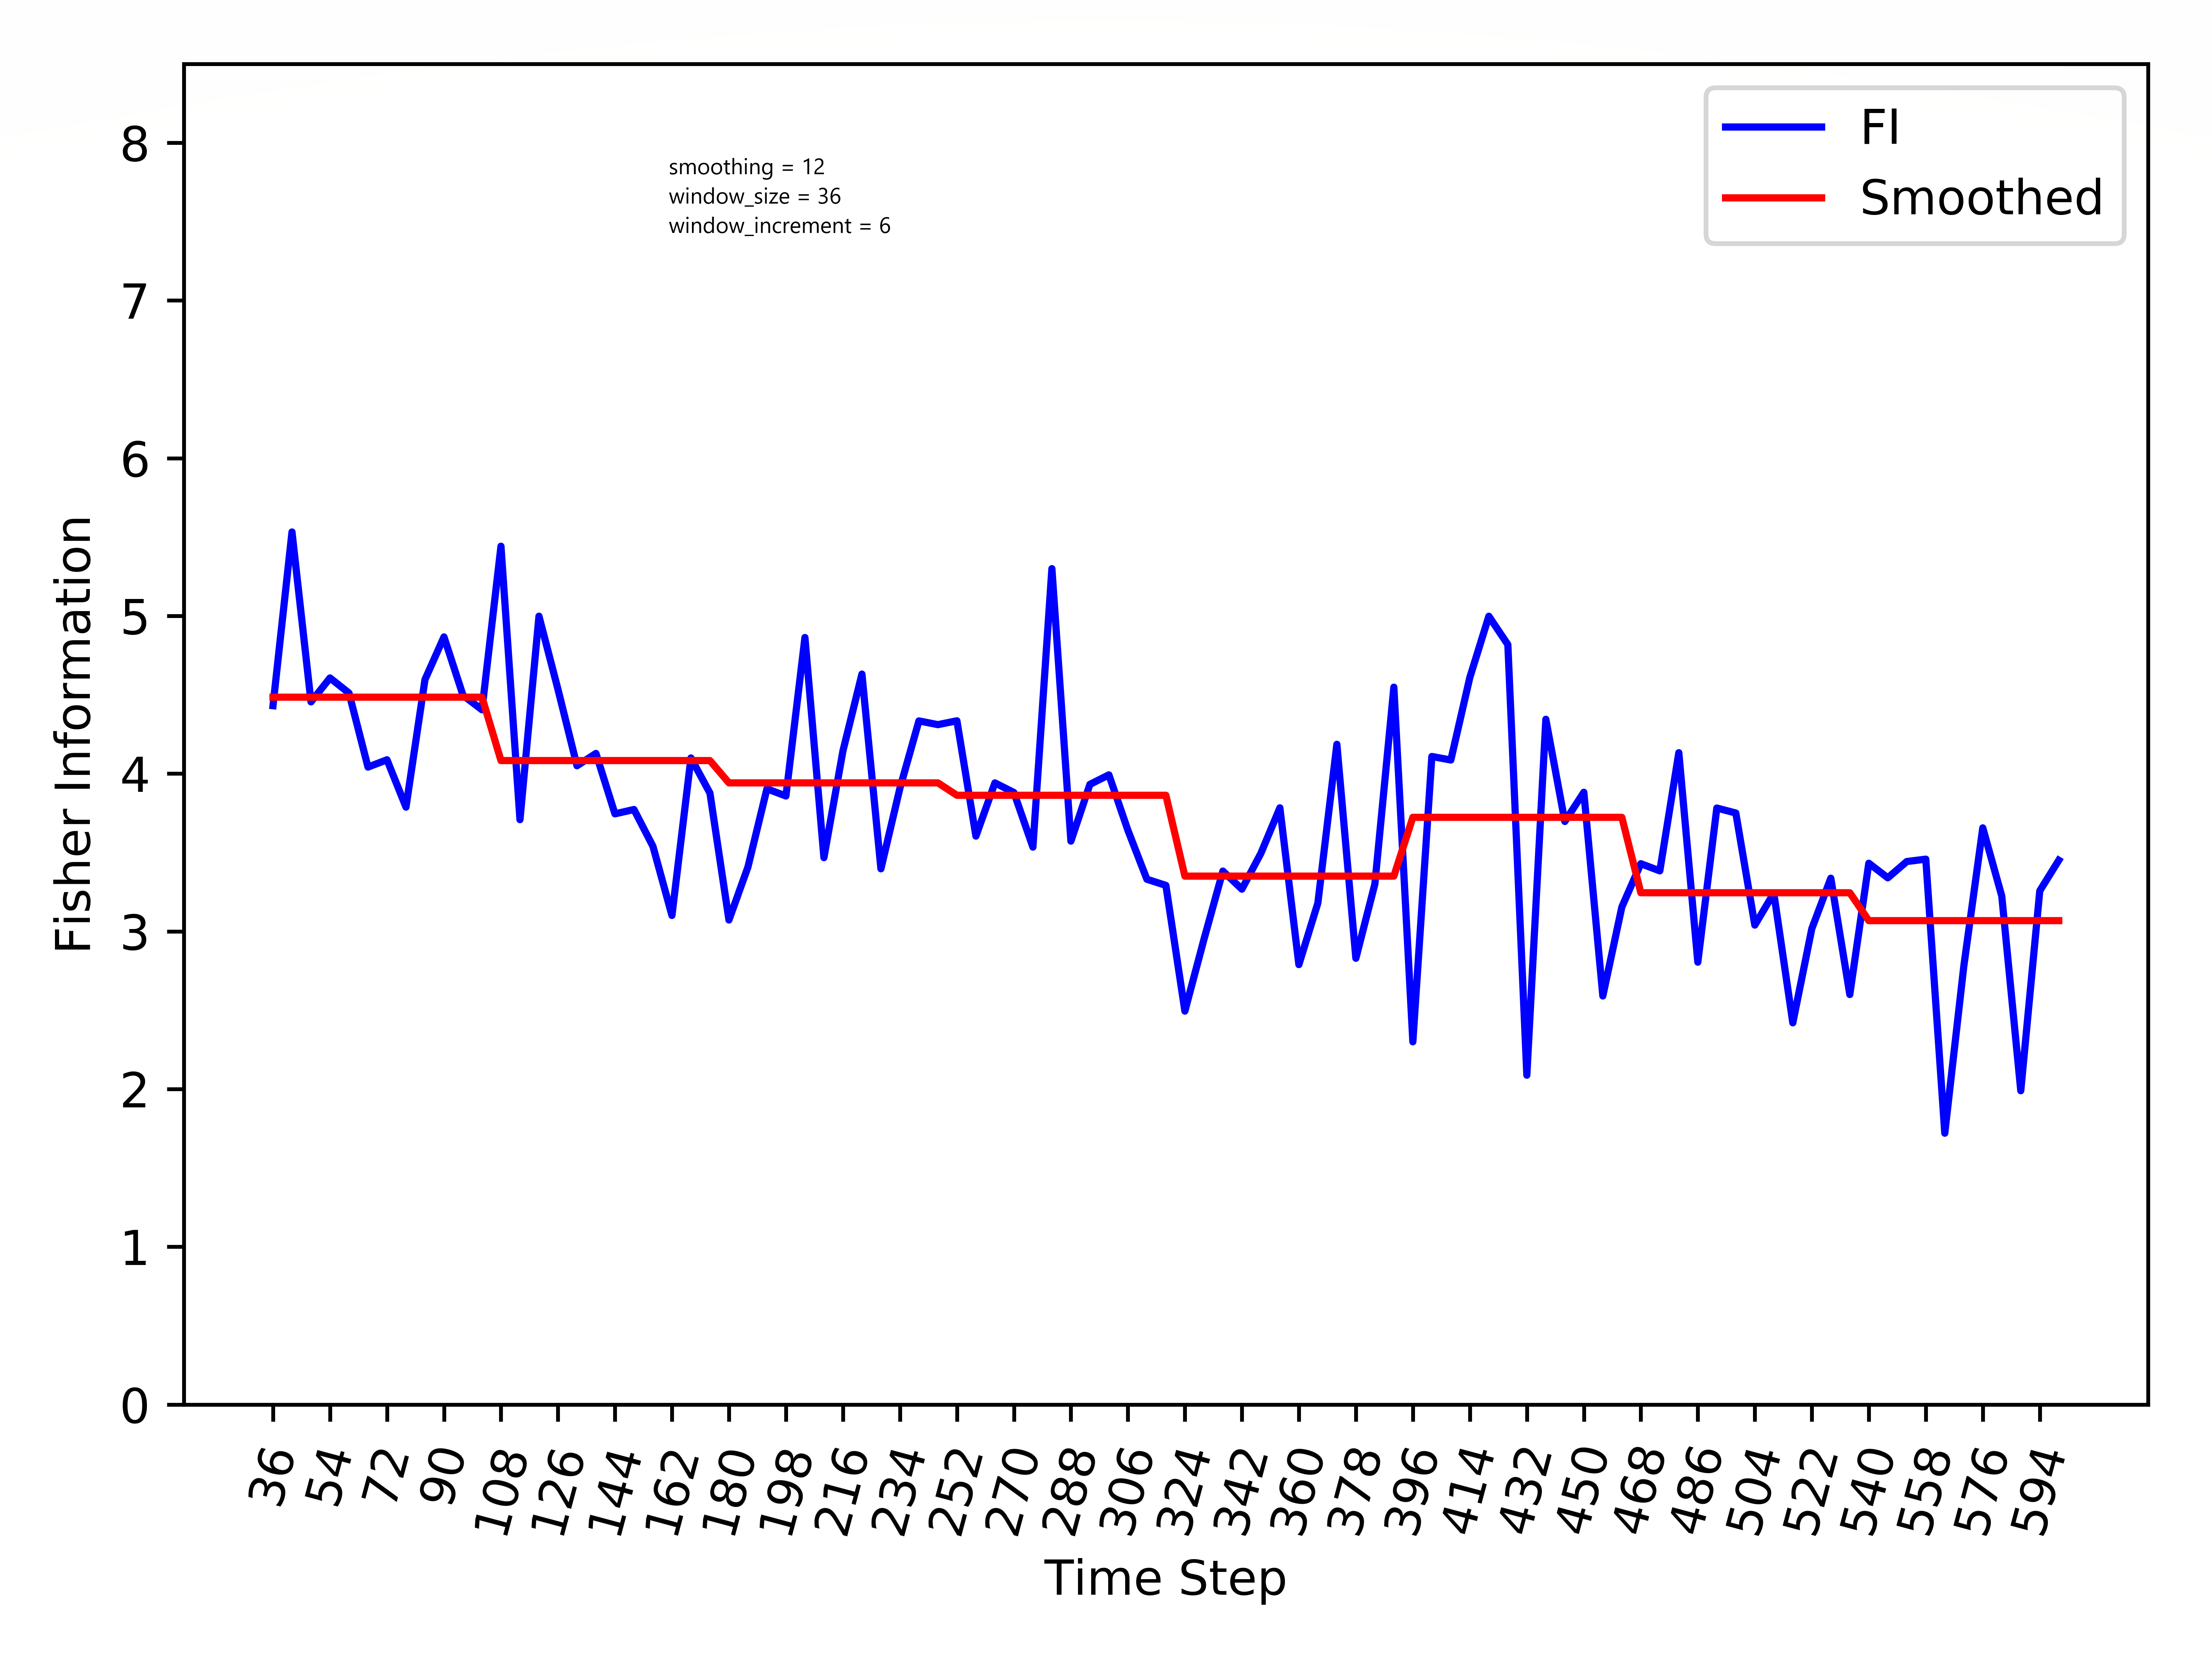 FI
Smoothed
smoothing = 12
window_size = 36
window_increment = 6
Fisher Information
8
7
6
5
4
3
2
1
0
36 54 72 90 108 126 144 162 180 198 216 234 252 270 288 306 324 342 360 378 396 414 432 450 468 486 504 522 540 558 576 594
Time Step